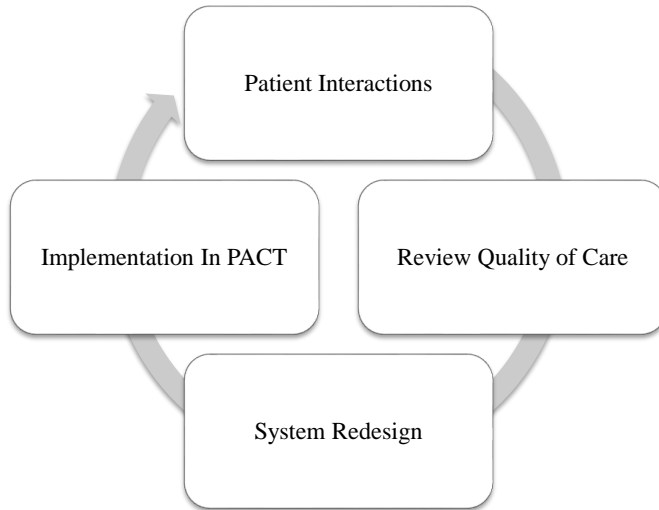 Patient Interactions
Review Quality of Care
System Redesign
Implementation In PACT